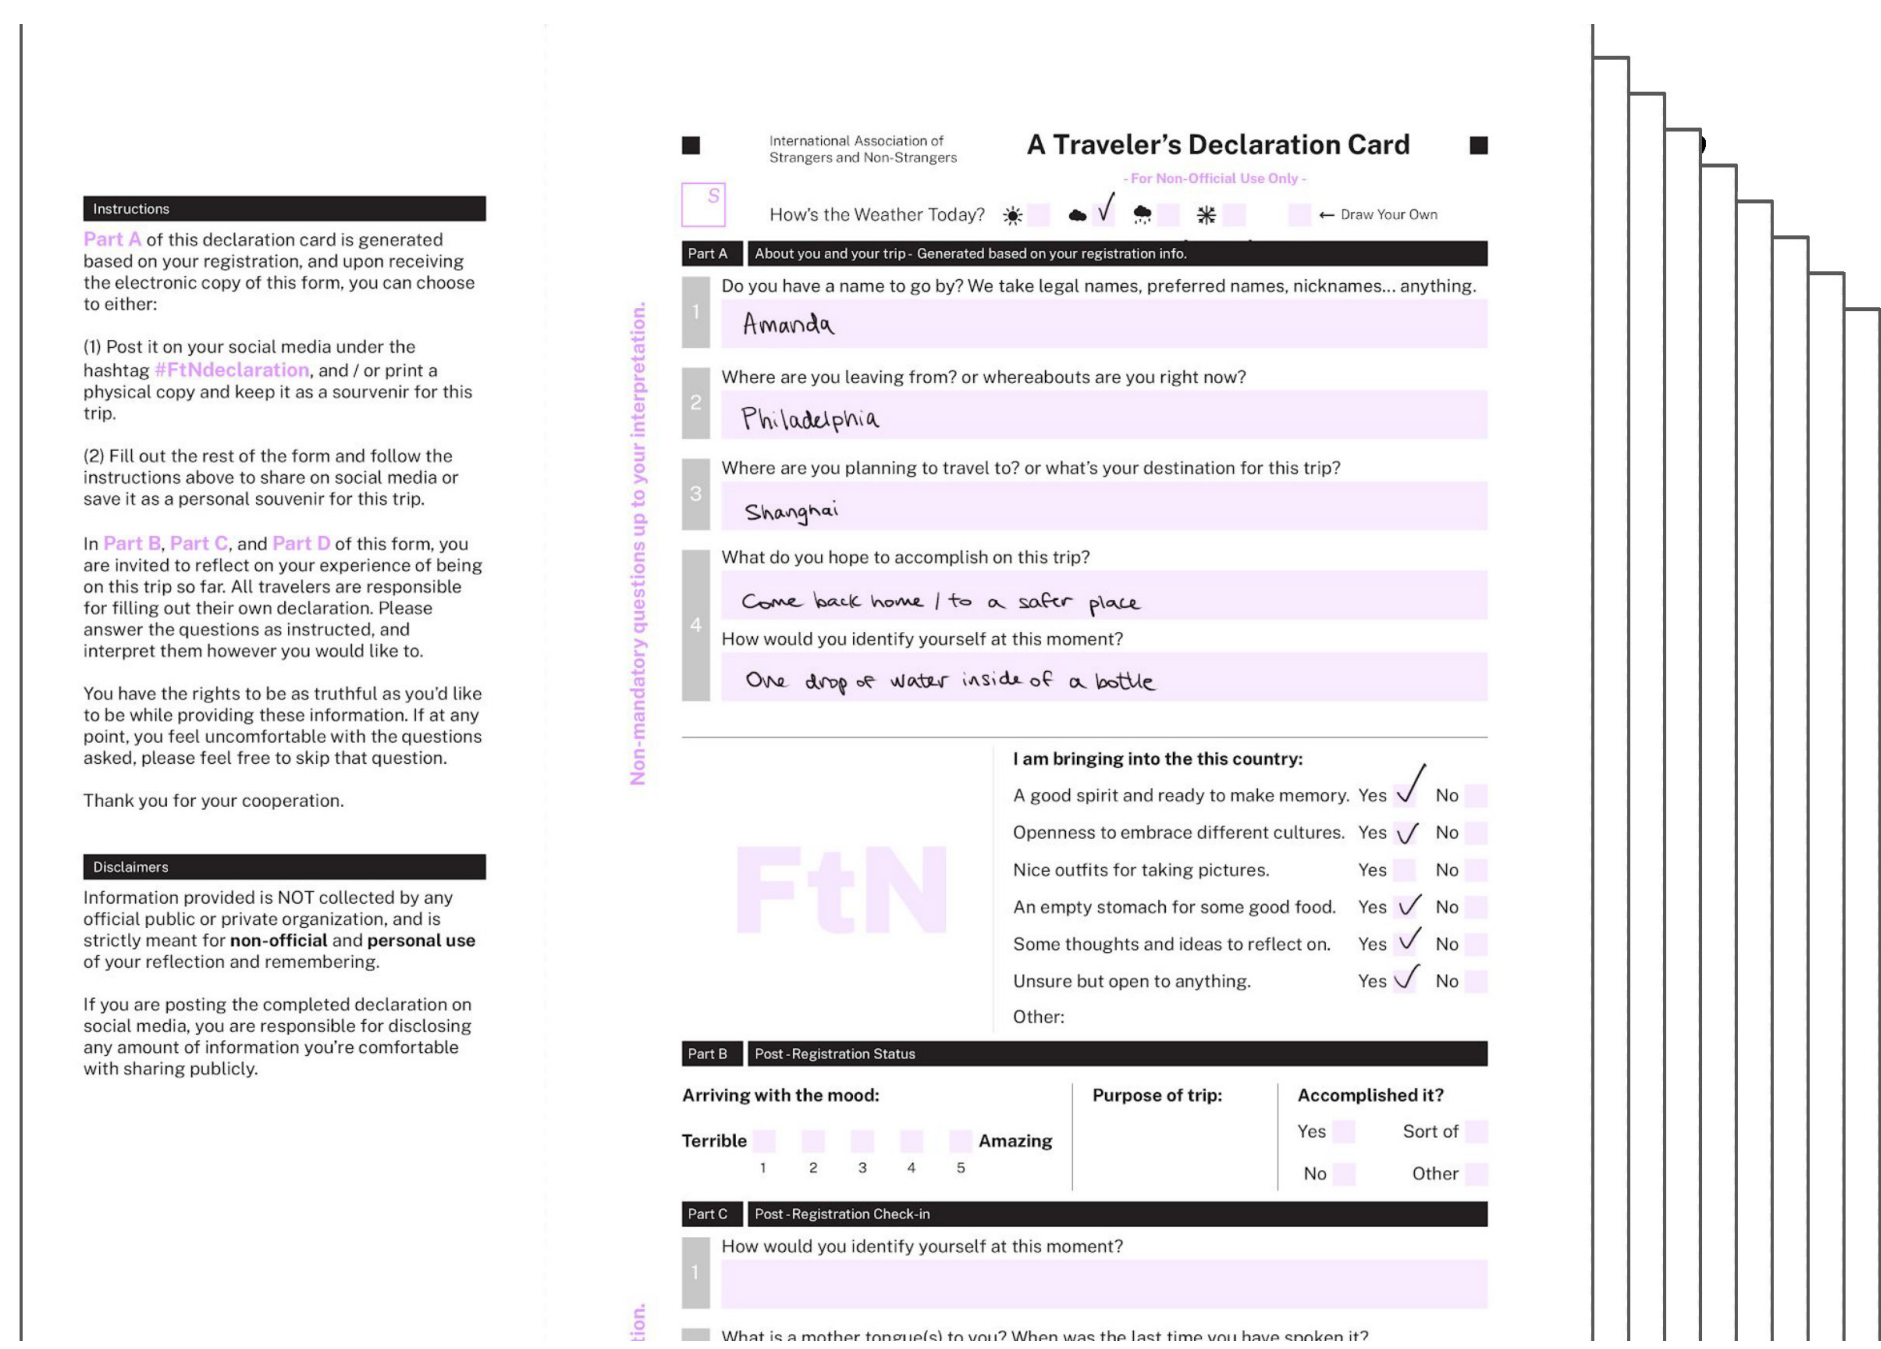 Instructions
Part A of this declaration card is generated
based on your registration, and upon receiving
the electronic copy of this form, you can choose
to either:
(1) Post it on your social media under the
hashtag #FtNdeclaration, and / or print a
physical copy and keep it as a sourvenir for this
trip.
(2) Fill out the rest of the form and follow the
instructions above to share on social media or
save it as a personal souvenir for this trip.
In Part B, Part C, and Part D of this form, you
are invited to reflect on your experience of being
on this trip so far. All travelers are responsible
for filling out their own declaration. Please
answer the questions as instructed, and
interpret them however you would like to.
You have the rights to be as truthful as you'd like
to be while providing these information. If at any
point, you feel uncomfortable with the questions
asked, please feel free to skip that question.
Thank you for your cooperation.
Disclaimers
Information provided is NOT collected by any
official public or private organization, and is
strictly meant for non-official and personal use
of your reflection and remembering.
If you are posting the completed declaration on
social media, you are responsible for disclosing
any amount of information you're comfortable
with sharing publicly.
International Association of
Strangers and Non-Strangers
A Traveler's Declaration Card
- For Non-Official Use Only -
S
How's the Weather Today? ← Draw Your Own
Non-mandatory questions up to your interpretation.
Part A About you and your trip - Generated based on your registration info.
1 Do you have a name to go by? We take legal names, preferred names, nicknames... anything.
Amanda
2 Where are you leaving from? or whereabouts are you right now?
Philadelphia
3 Where are you planning to travel to? or what's your destination for this trip?
Shanghai
4 What do you hope to accomplish on this trip?
Come back home / to a safer place
How would you identify yourself at this moment?
One drop of water inside of a bottle
FtN
I am bringing into the this country:
A good spirit and ready to make memory. Yes No
Openness to embrace different cultures. Yes No
Nice outfits for taking pictures. Yes No
An empty stomach for some good food. Yes No
Some thoughts and ideas to reflect on. Yes No
Unsure but open to anything. Yes No
Other:
Part B Post-Registration Status
Arriving with the mood:
Terrible Amazing
1 2 3 4 5
Purpose of trip:
Accomplished it?
Yes Sort of
No Other
Part C Post-Registration Check-in
1 How would you identify yourself at this moment?
What is a mother tongue(s) to you? When was the last time you have spoken it?
tion.